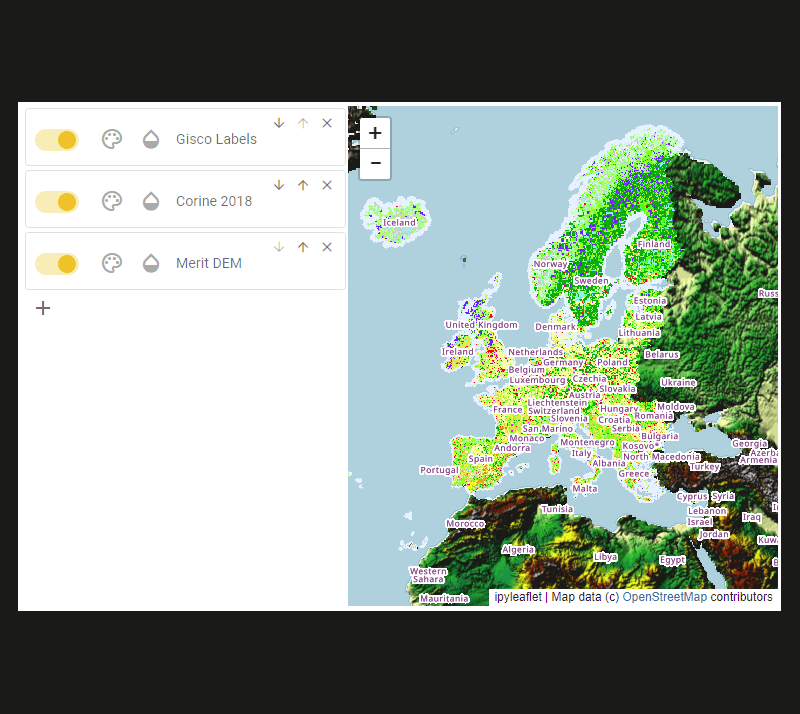 Gisco Labels
Corine 2018
Merit DEM
+
+
−
Iceland
Finland
Norway
Sweden
Estonia
Russ
Latvia
United Kingdom
Denmark
Lithuania
Ireland
Netherlands
Belarus
Germany
Poland
Belgium
Luxembourg
Czechia
Ukraine
Slovakia
Austria
Liechtenstein
France
Switzerland
Hungary
Moldova
Romania
Slovenia
Croatia
San Marino
Serbia
Monaco
Bulgaria
Montenegro
Kosovo*
Georgia
Andorra
Italy
North Macedonia
Azerba
Armenia
Spain
Albania
Turkey
Portugal
Greece
Malta
Cyprus
Syria
Tunisia
Lebanon
Iraq
Israel
Morocco
Jordan
Kuw
Algeria
Libya
Egypt
Western
Sahara
Mauritania
ipyleaflet | Map data (c) OpenStreetMap contributors